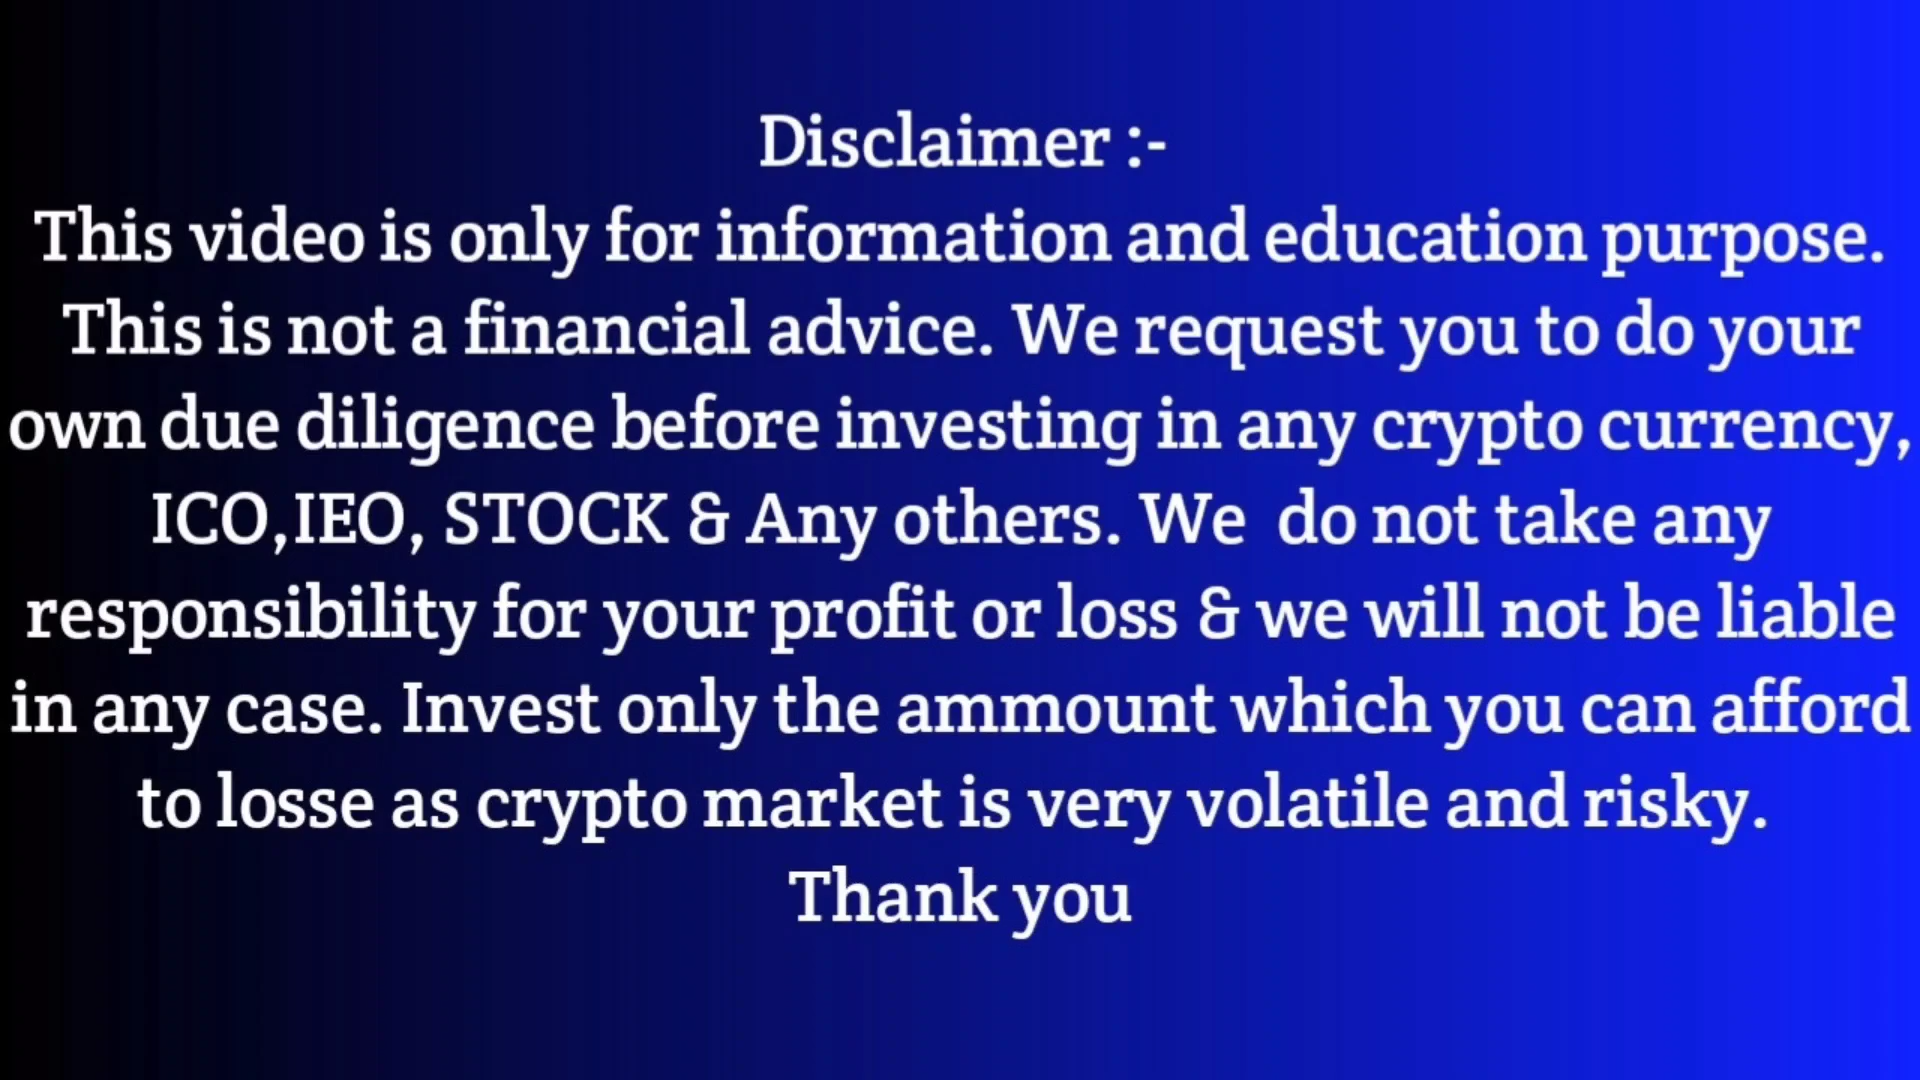 Disclaimer :-
This video is only for information and education purpose.
This is not a financial advice. We request you to do your
own due diligence before investing in any crypto currency,
ICO,IEO, STOCK & Any others. We  do not take any
responsibility for your profit or loss & we will not be liable
in any case. Invest only the ammount which you can afford
to losse as crypto market is very volatile and risky.
Thank you